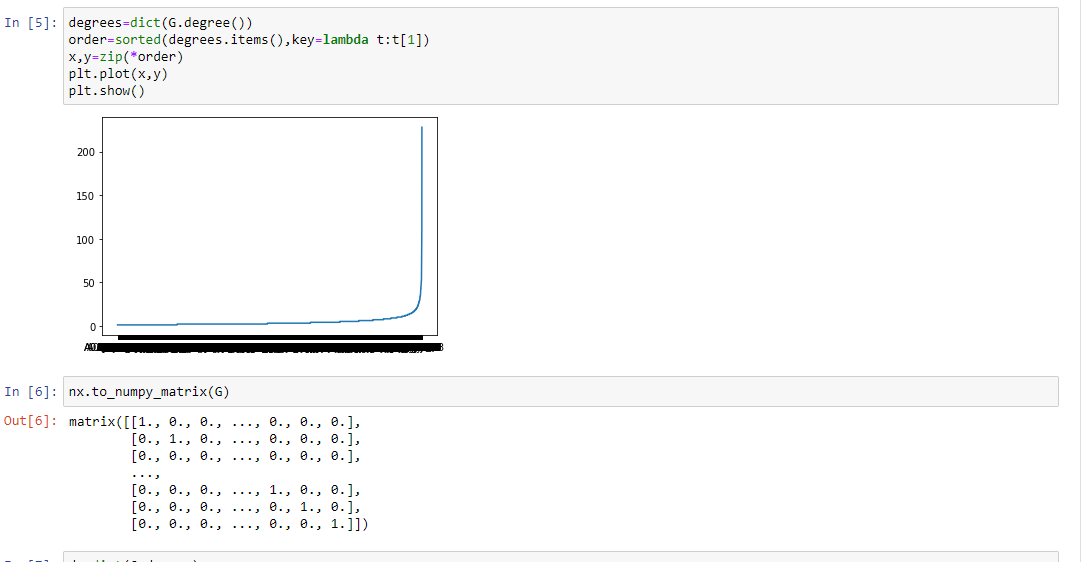 In [5]: degrees=dict(G.degree())
order=sorted(degrees.items(),key=lambda t:t[1])
x,y=zip(*order)
plt.plot(x,y)
plt.show()
200
150
100
50
0
In [6]: nx.to_numpy_matrix(G)
Out[6]: matrix([[1., 0., 0., ..., 0., 0., 0.],
[0., 1., 0., ..., 0., 0., 0.],
[0., 0., 0., ..., 0., 0., 0.],
...,
[0., 0., 0., ..., 1., 0., 0.],
[0., 0., 0., ..., 0., 1., 0.],
[0., 0., 0., ..., 0., 0., 1.]])